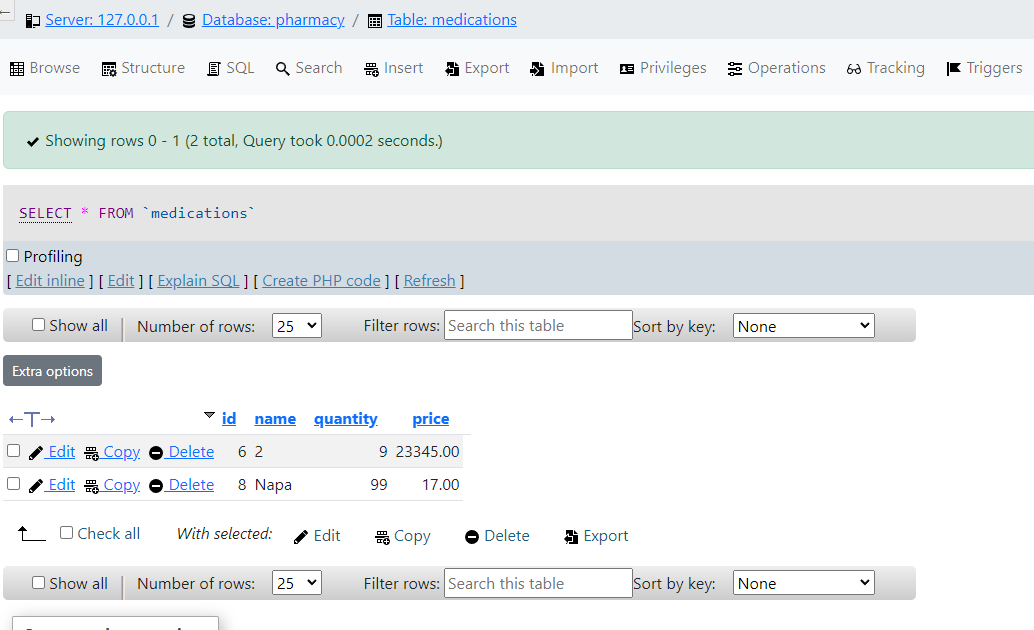 Server: 127.0.0.1 / Database: pharmacy / Table: medications
Browse Structure SQL Search Insert Export Import Privileges Operations Tracking Triggers
Showing rows 0 - 1 (2 total, Query took 0.0002 seconds.)
SELECT * FROM `medications`
Profiling
[ Edit inline ] [ Edit ] [ Explain SQL ] [ Create PHP code ] [ Refresh ]
Show all Number of rows: 25 Filter rows: Search this table Sort by key: None
Extra options
←T→ id name quantity price
Edit Copy Delete 6 2 9 23345.00
Edit Copy Delete 8 Napa 99 17.00
Check all With selected: Edit Copy Delete Export
Show all Number of rows: 25 Filter rows: Search this table Sort by key: None